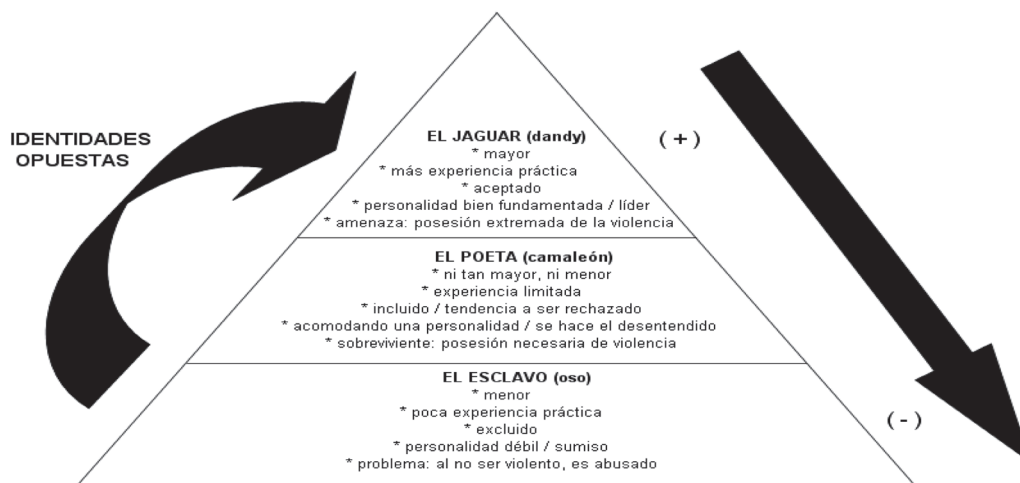 IDENTIDADES
OPUESTAS
EL JAGUAR (dandy)
* mayor
* más experiencia práctica
* aceptado
* personalidad bien fundamentada / líder
* amenaza: posesión extremada de la violencia
( + )
EL POETA (camaleón)
* ni tan mayor, ni menor
* experiencia limitada
* incluido / tendencia a ser rechazado
* acomodando una personalidad / se hace el desentendido
* sobreviviente: posesión necesaria de violencia
EL ESCLAVO (oso)
* menor
* poca experiencia práctica
* excluido
* personalidad débil / sumiso
* problema: al no ser violento, es abusado
( - )